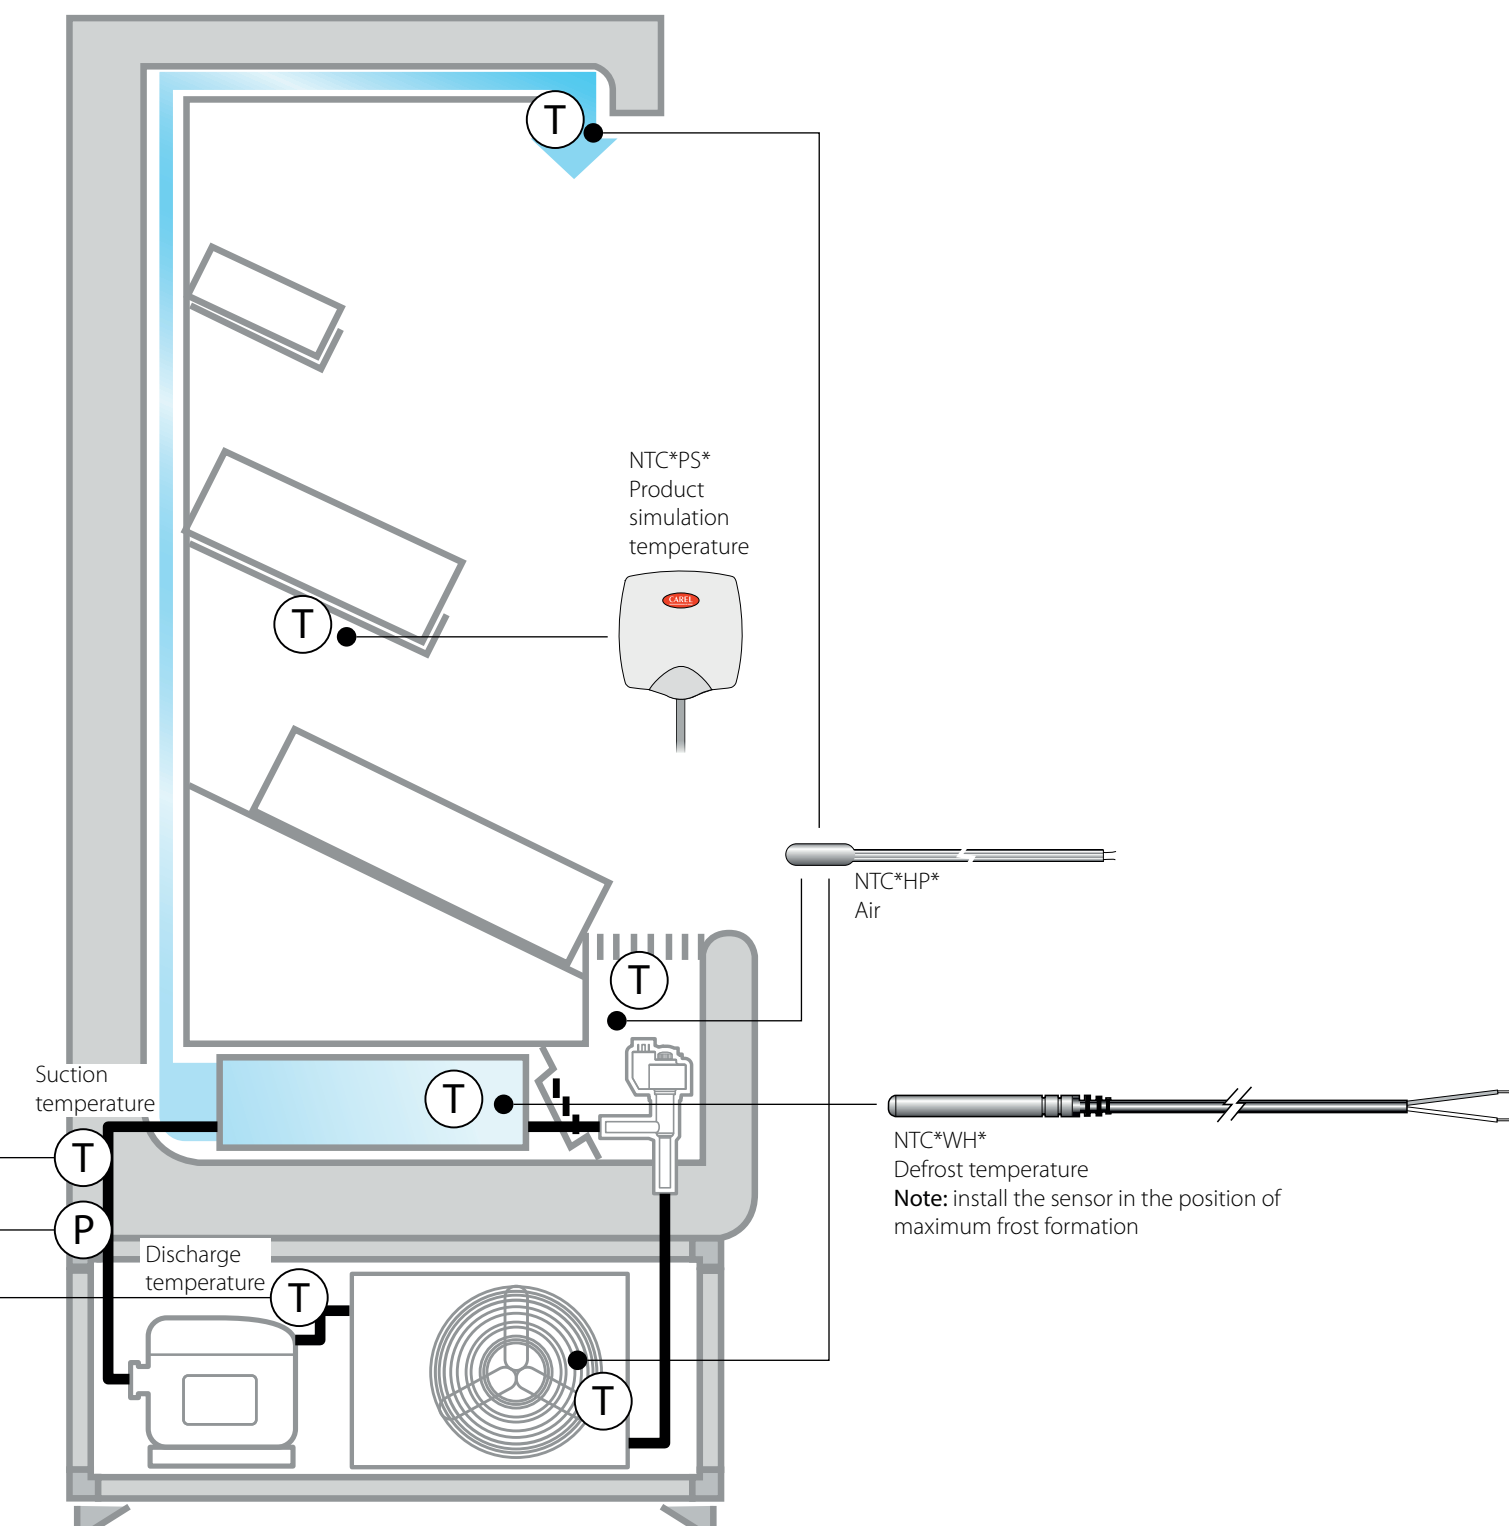 T
NTC*PS*
Product
simulation
temperature
CAREL
T
NTC*HP*
Air
T
Suction
temperature
T
T
NTC*WH*
Defrost temperature
Note: install the sensor in the position of
maximum frost formation
P
Discharge
temperature
T
T